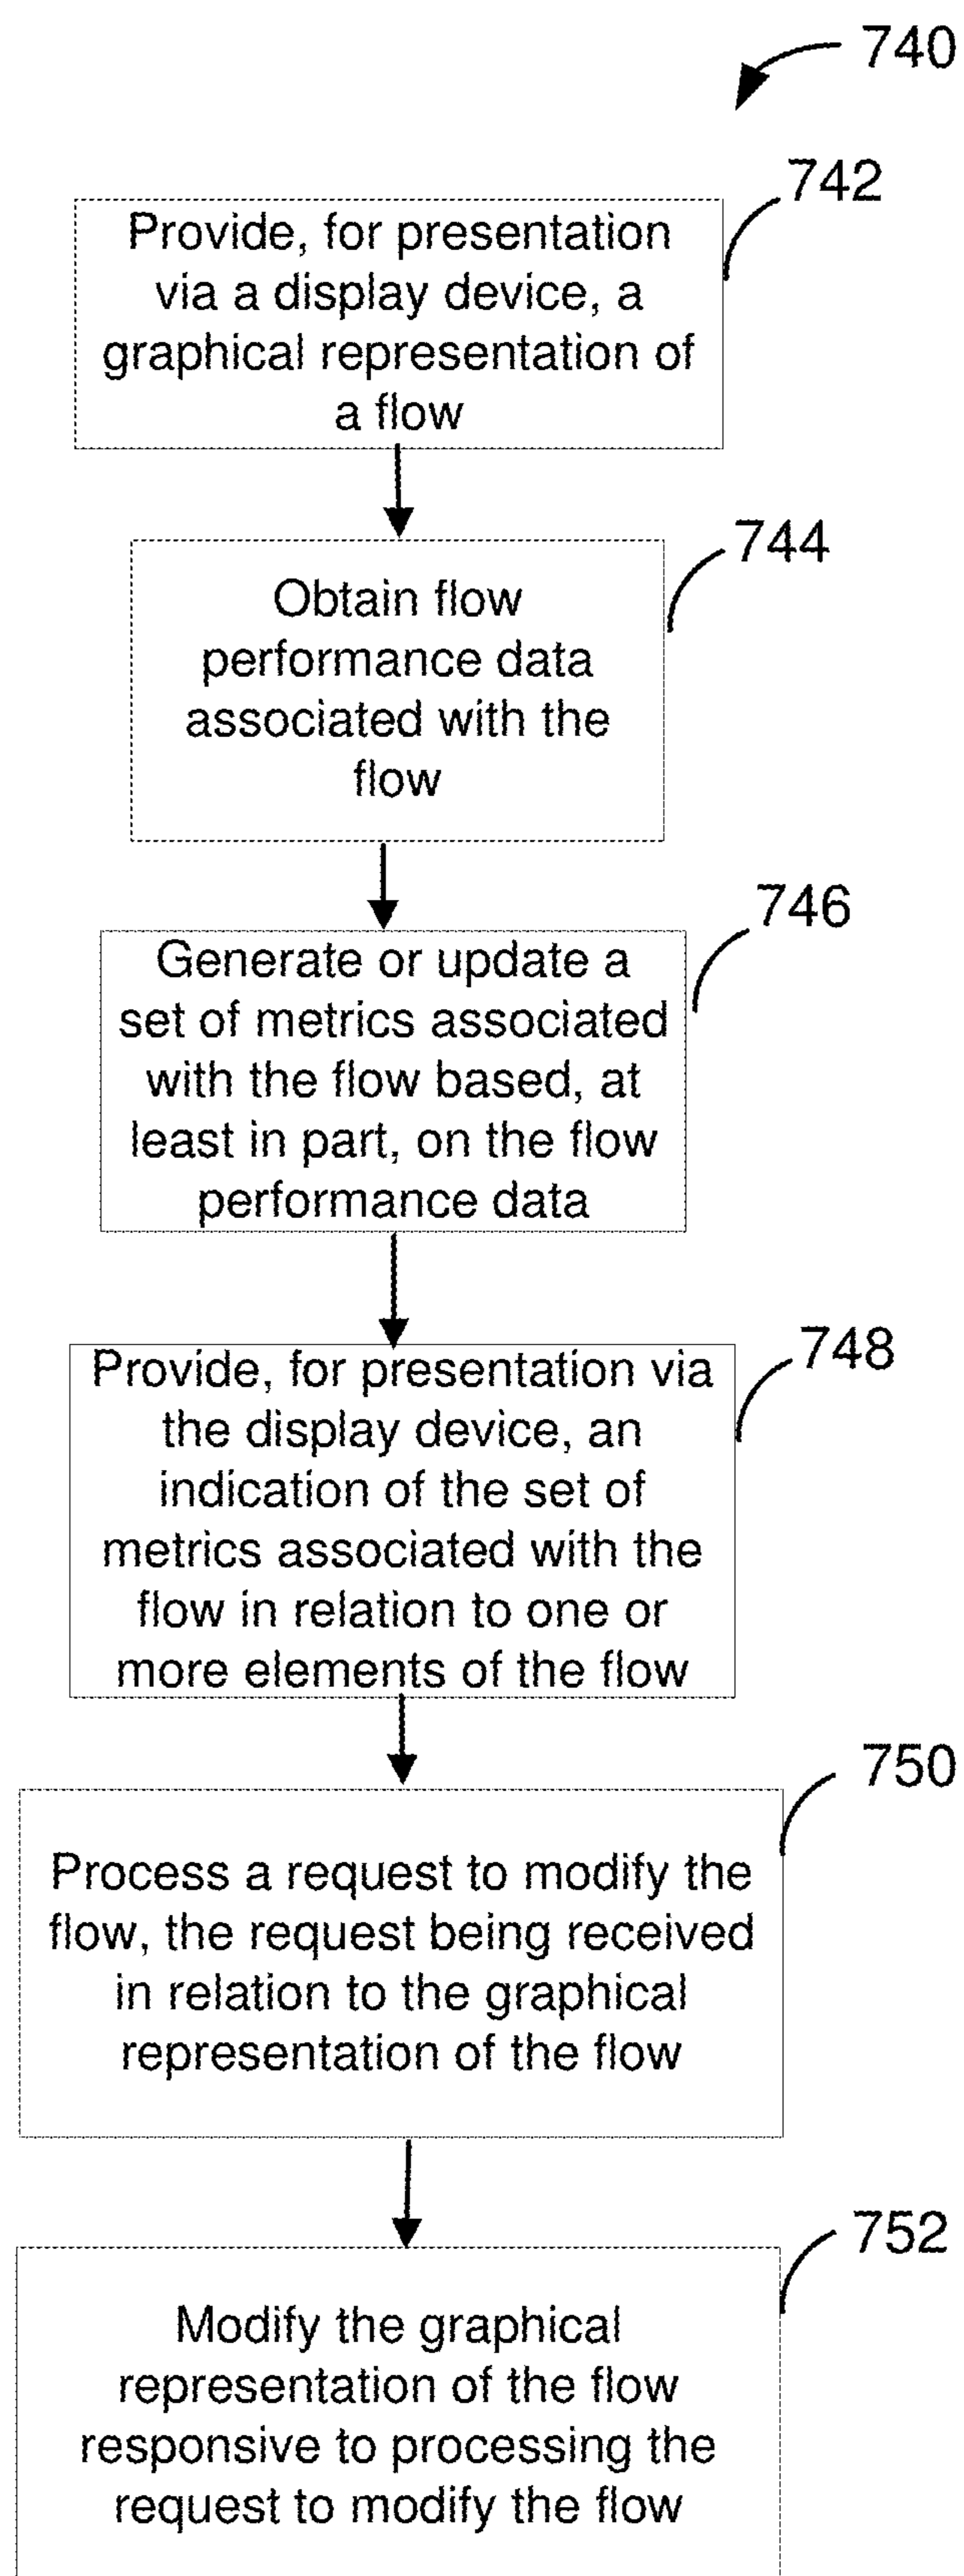 740
742
Provide, for presentation
via a display device, a
graphical representation of
a flow
744
Obtain flow
performance data
associated with the
flow
746
Generate or update a
set of metrics associated
with the flow based, at
least in part, on the flow
performance data
748
Provide, for presentation via
the display device, an
indication of the set of
metrics associated with the
flow in relation to one or
more elements of the flow
750
Process a request to modify the
flow, the request being received
in relation to the graphical
representation of the flow
752
Modify the graphical
representation of the flow
responsive to processing the
request to modify the flow